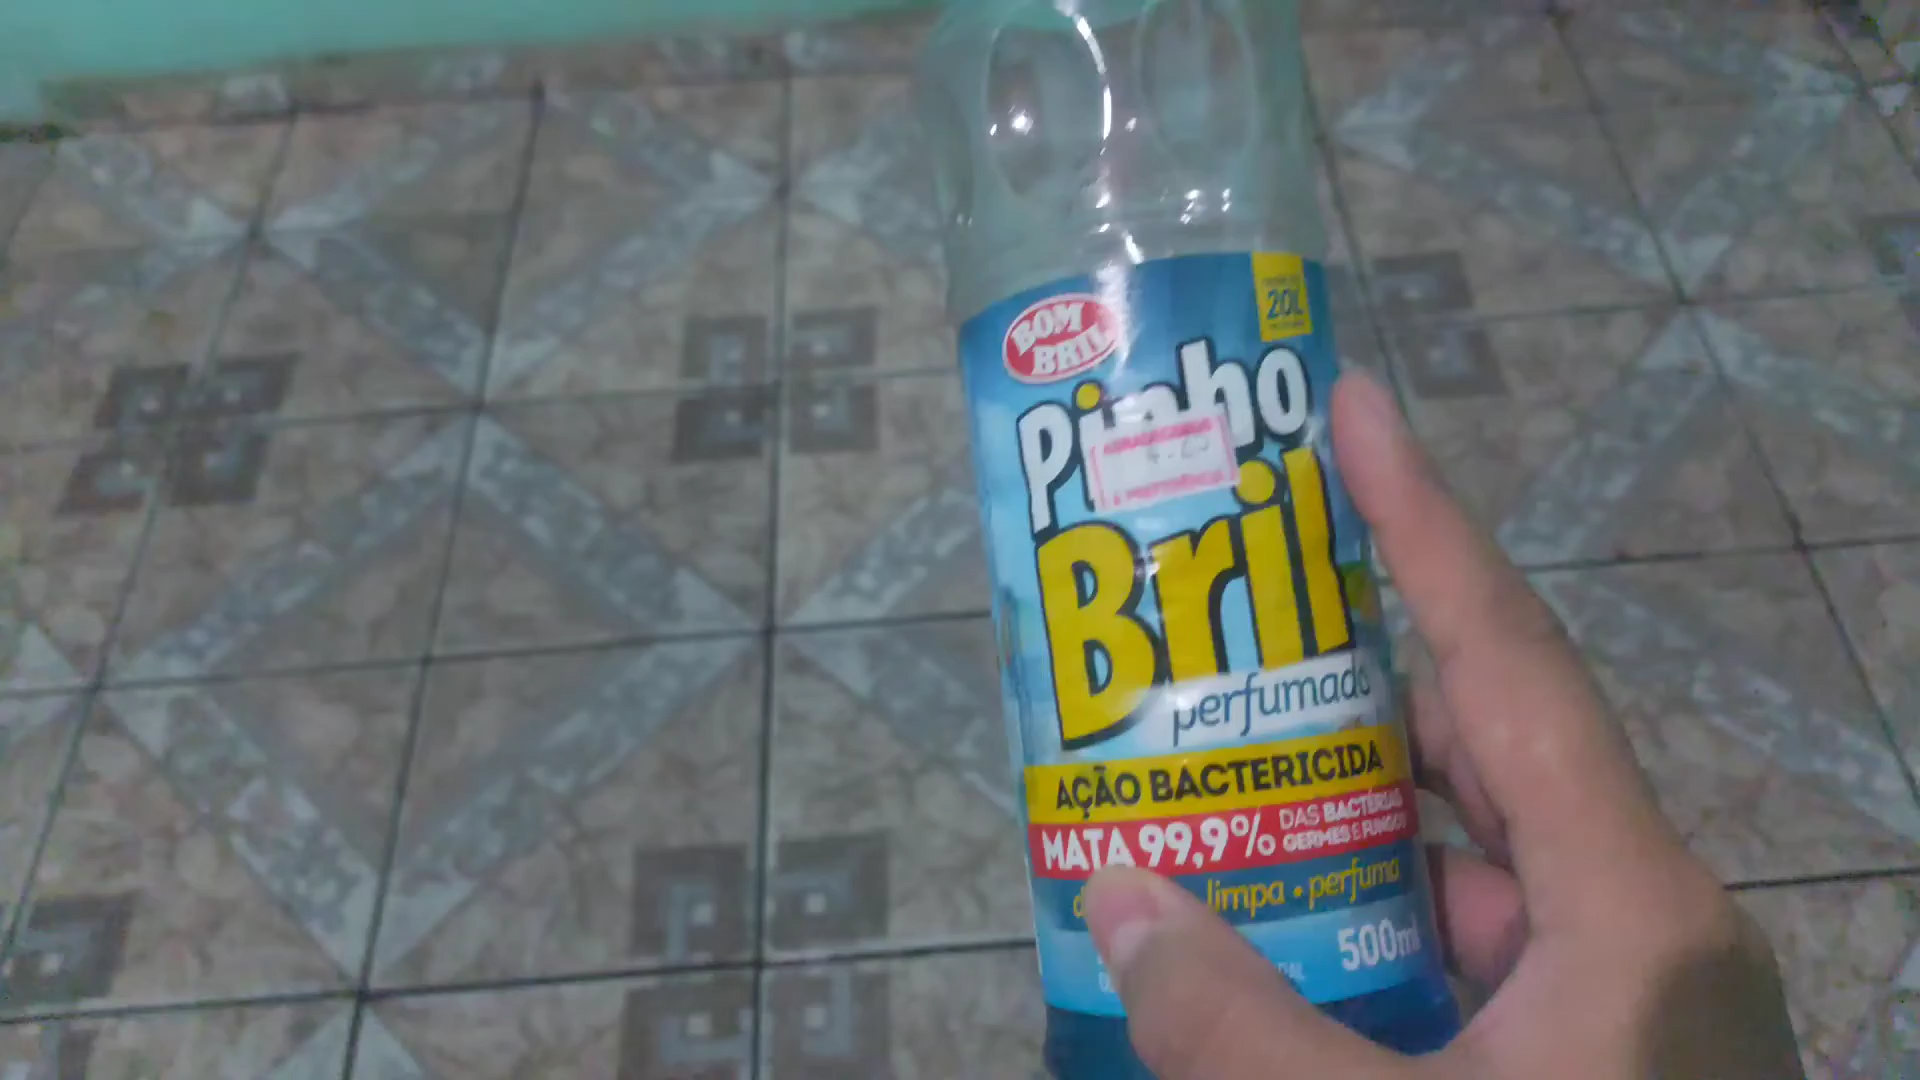 BOM
BRIL
20L
Pinho
Bril
perfumado
AÇÃO BACTERICIDA
MATA 99,9% DAS BACTÉRIAS
GERMES E FUNGOS
limpa • perfuma
500ml